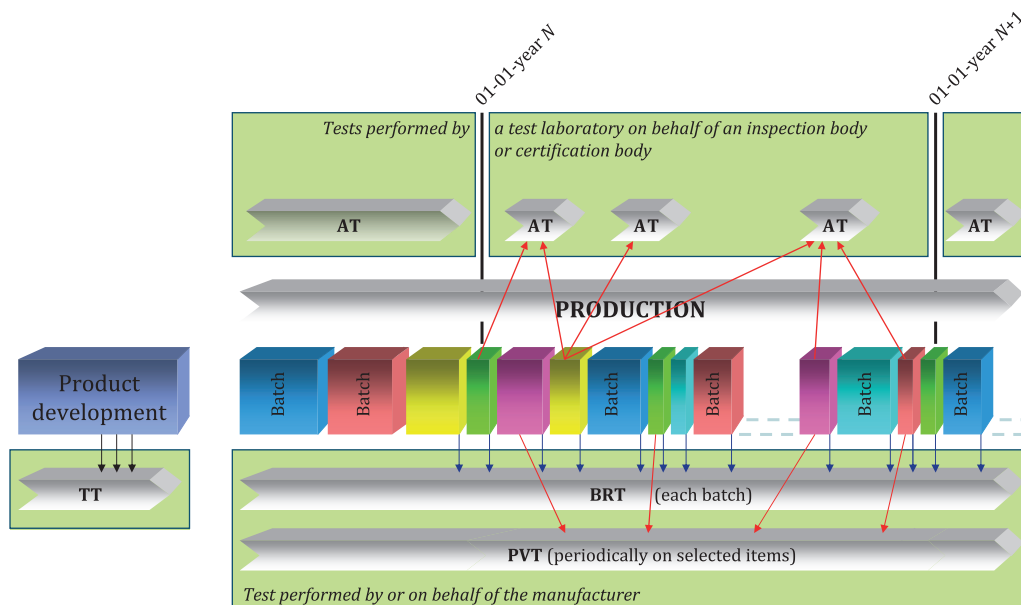 01-01-year N
01-01-year N+1
Tests performed by
a test laboratory on behalf of an inspection body
or certification body
AT
AT
AT
AT
AT
PRODUCTION
Product
development
Batch
Batch
Batch
Batch
Batch
Batch
Batch
TT
BRT (each batch)
PVT (periodically on selected items)
Test performed by or on behalf of the manufacturer